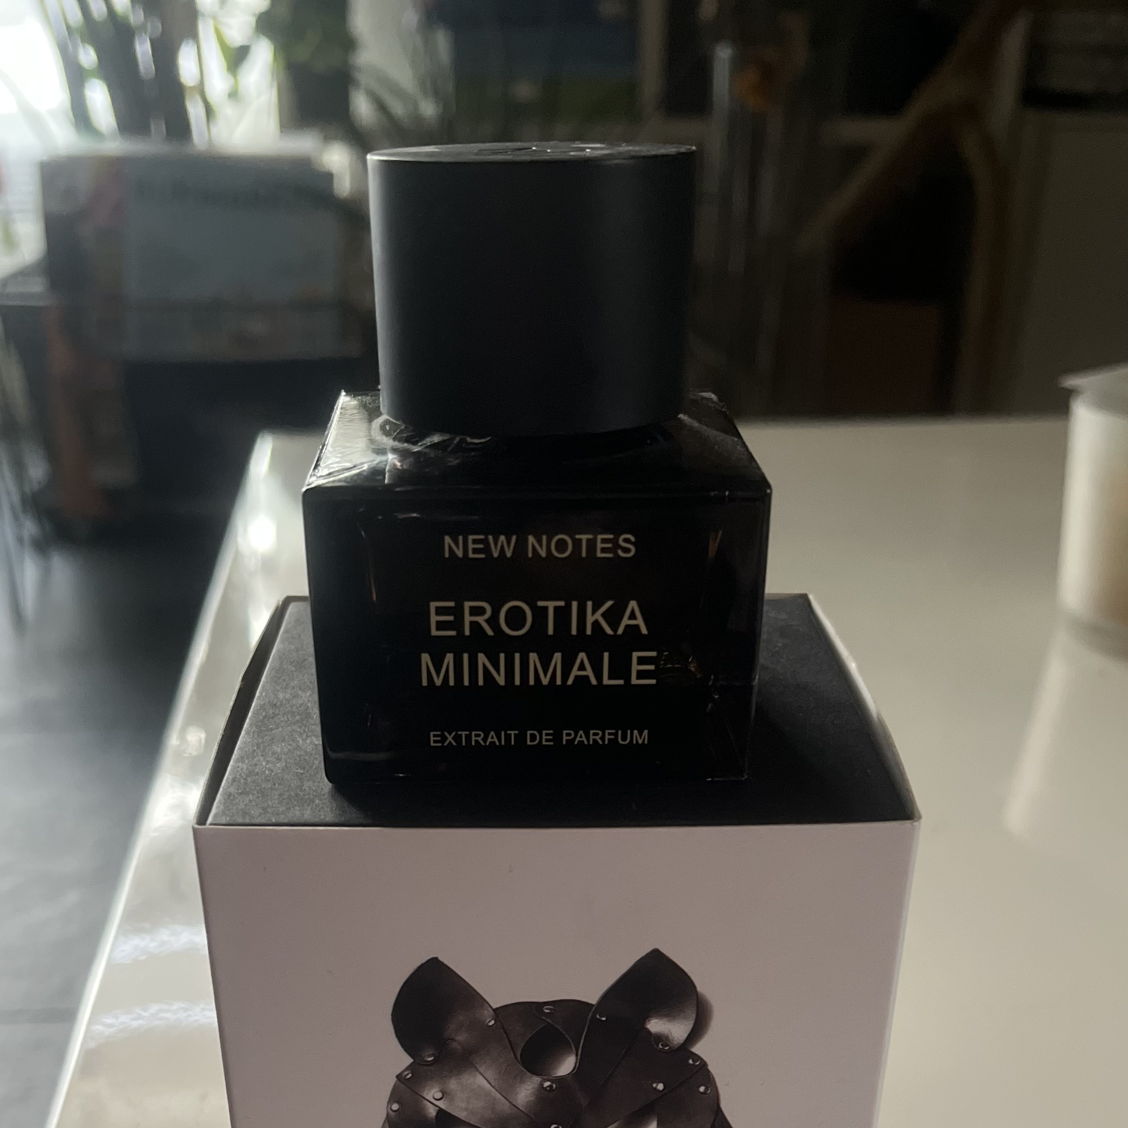 NEW NOTES
EROTIKA
MINIMALE
EXTRAIT DE PARFUM